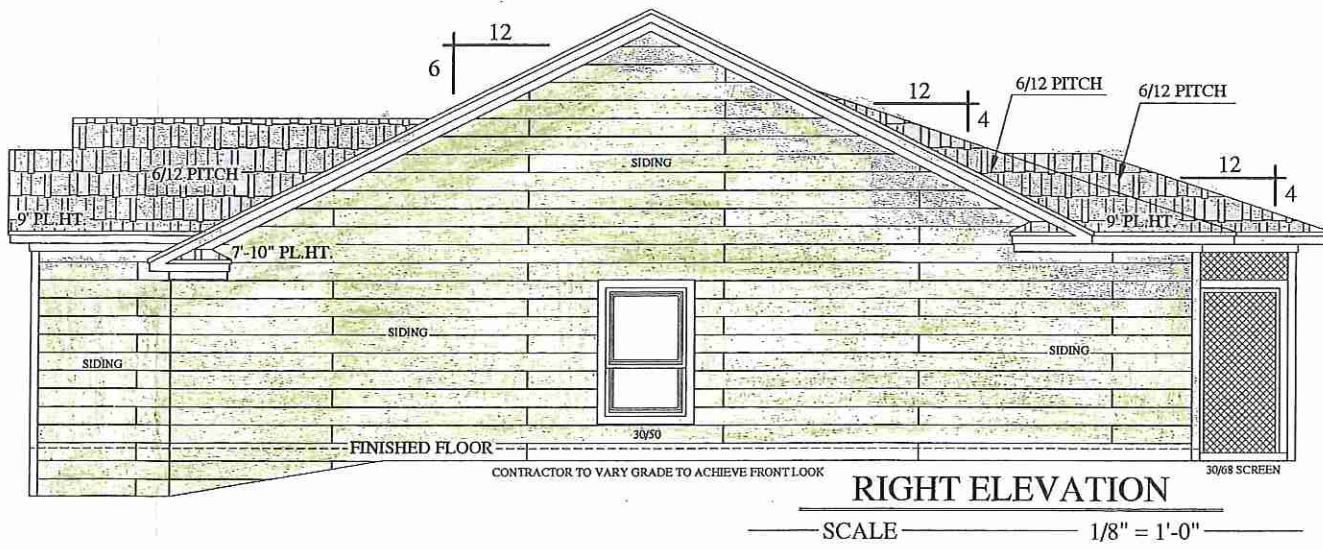 12
6
12
4
6/12 PITCH
6/12 PITCH
12
4
SIDING
6/12 PITCH
9' PL.HT.
9' PL.HT.
7'-10" PL.HT.
SIDING
SIDING
SIDING
30/50
FINISHED FLOOR
CONTRACTOR TO VARY GRADE TO ACHIEVE FRONT LOOK
30/68 SCREEN
RIGHT ELEVATION
SCALE 1/8" = 1'-0"